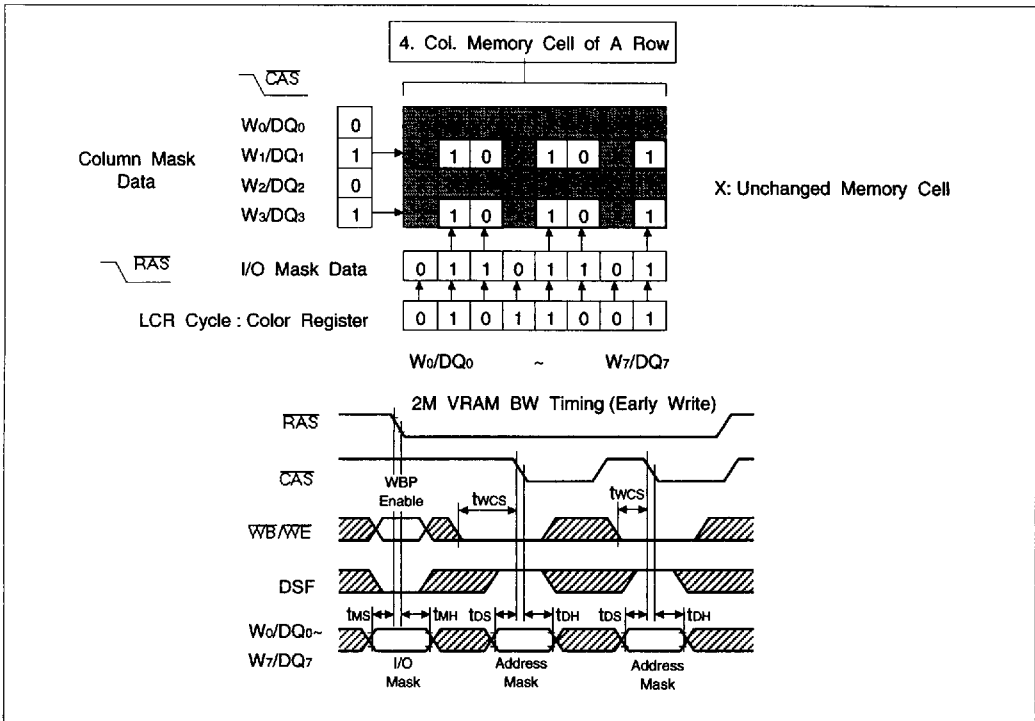 4. Col. Memory Cell of A Row
CAS
W0/DQ0 0
W1/DQ1 1 1 0 1 0 1
Column Mask Data
W2/DQ2 0
X: Unchanged Memory Cell
W3/DQ3 1 1 0 1 0 1
RAS
I/O Mask Data 0 1 1 0 1 1 0 1
LCR Cycle : Color Register 0 1 0 1 1 0 0 1
W0/DQ0 ~ W7/DQ7
2M VRAM BW Timing (Early Write)
RAS
CAS
WBP Enable
tWCS tWCS
WB/WE
DSF
tMS tMH tDS tDH tDS tDH
W0/DQ0~
W7/DQ7
I/O Mask
Address Mask
Address Mask